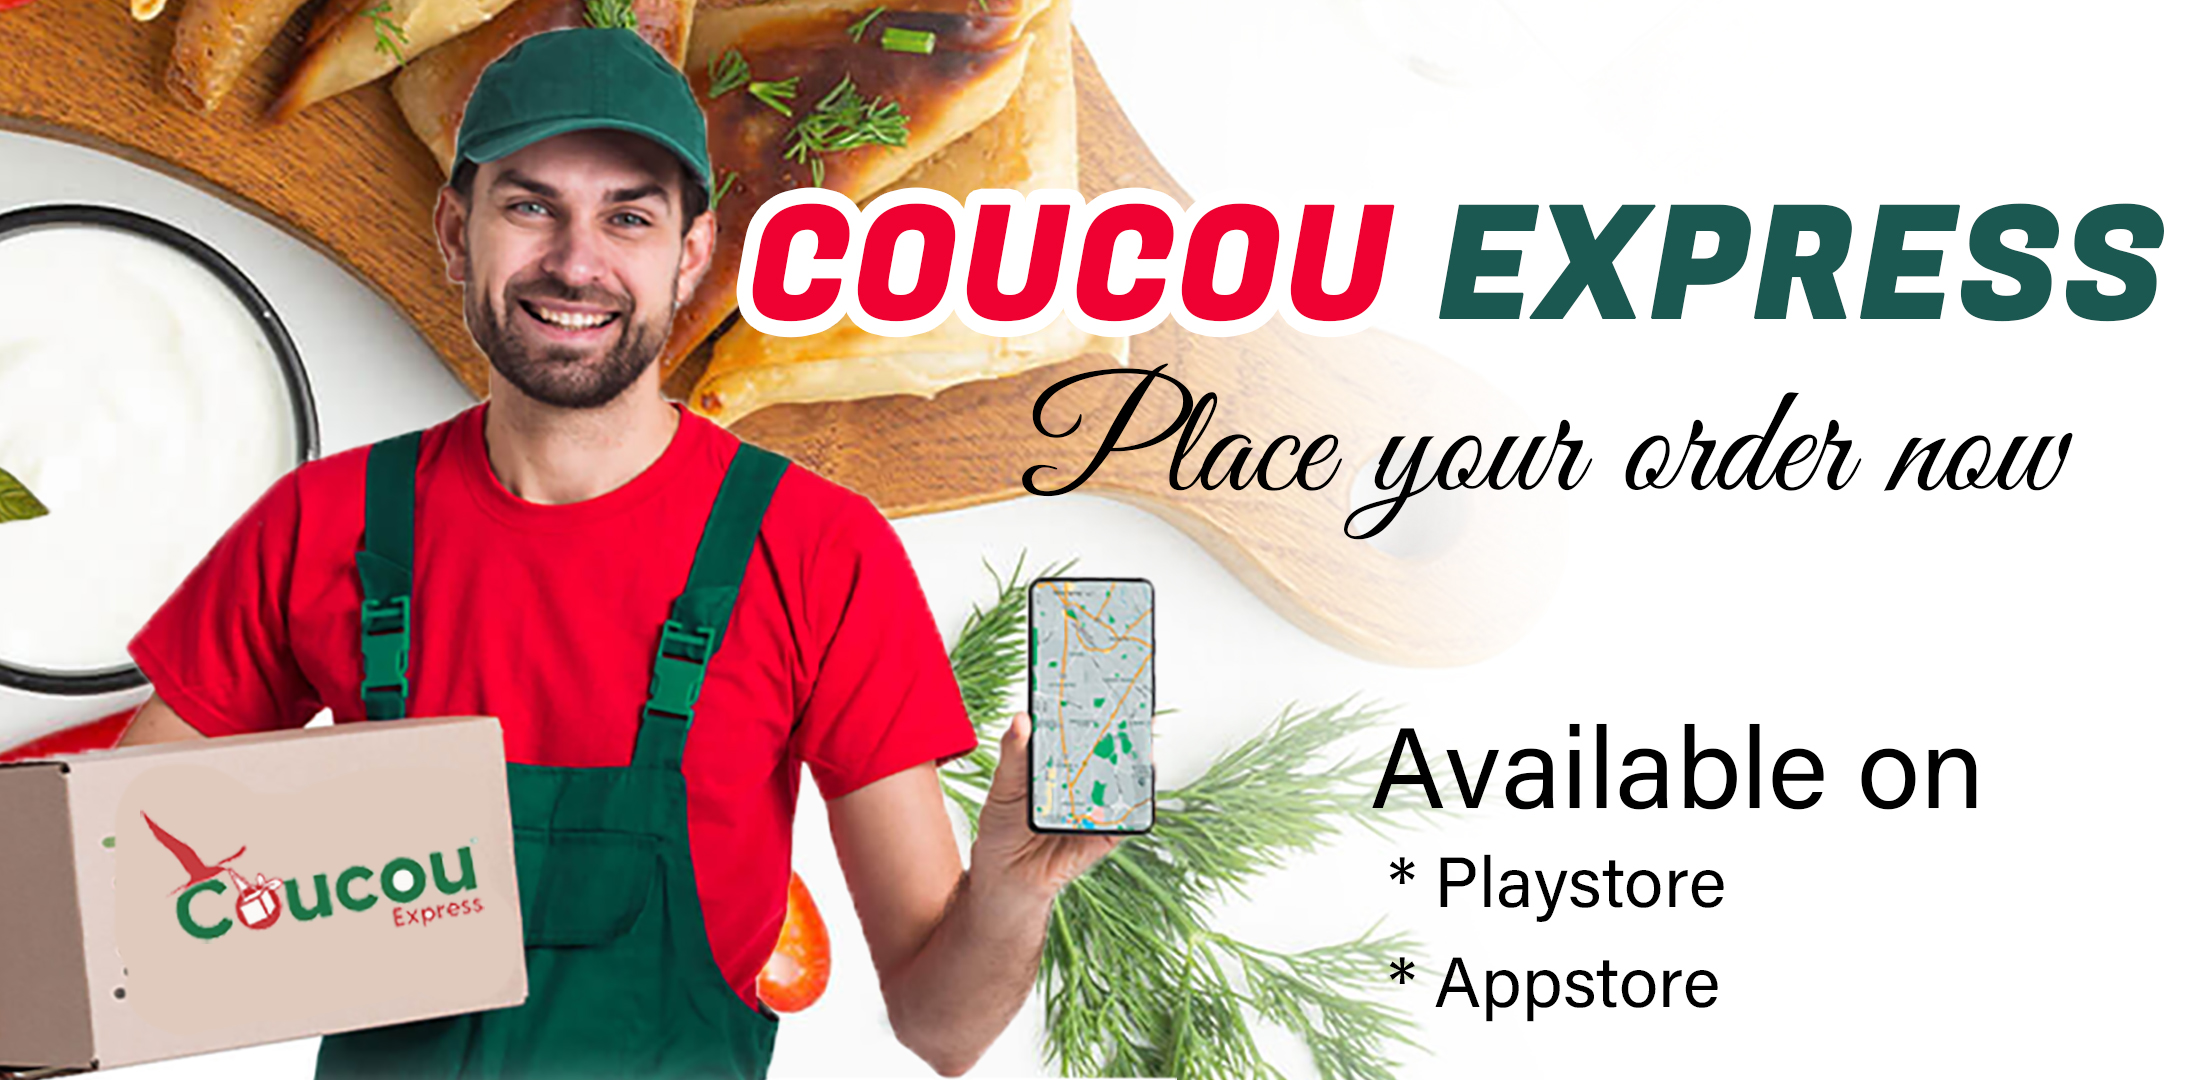 COUCOU EXPRESS
Place your order now
Available on
* Playstore
* Appstore
Coucou
Express